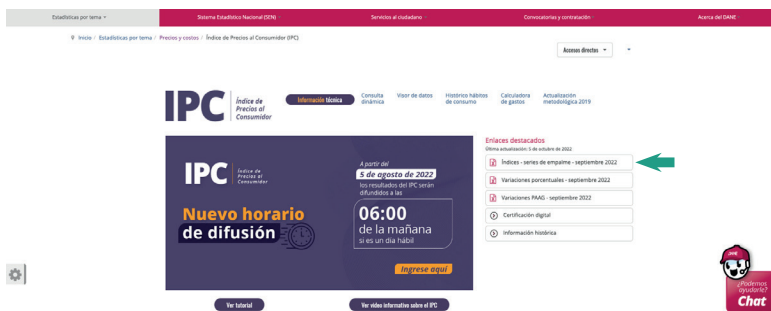 Estadísticas por tema
Sistema Estadístico Nacional (SEN)
Servicios al ciudadano
Convocatorias y contratación
Acerca del DANE
Inicio / Estadísticas por tema / Precios y costos / Índice de Precios al Consumidor (IPC)
Accesos directos
IPC
Índice de
Precios al
Consumidor
Información técnica
Consulta
dinámica
Visor de datos
Histórico hábitos
de consumo
Calculadora
de gastos
Actualización
metodológica 2019
IPC
Índice de
Precios al
Consumidor
Nuevo horario
de difusión
A partir del
5 de agosto de 2022
los resultados del IPC serán
difundidos a las
06:00
de la mañana
si es un día hábil
Ingrese aquí
Enlaces destacados
Última actualización: 5 de octubre de 2022
Índices - series de empalme - septiembre 2022
Variaciones porcentuales - septiembre 2022
Variaciones PAAG - septiembre 2022
Certificación digital
Información histórica
Ver tutorial
Ver video informativo sobre el IPC
¿Podemos
ayudarle?
Chat